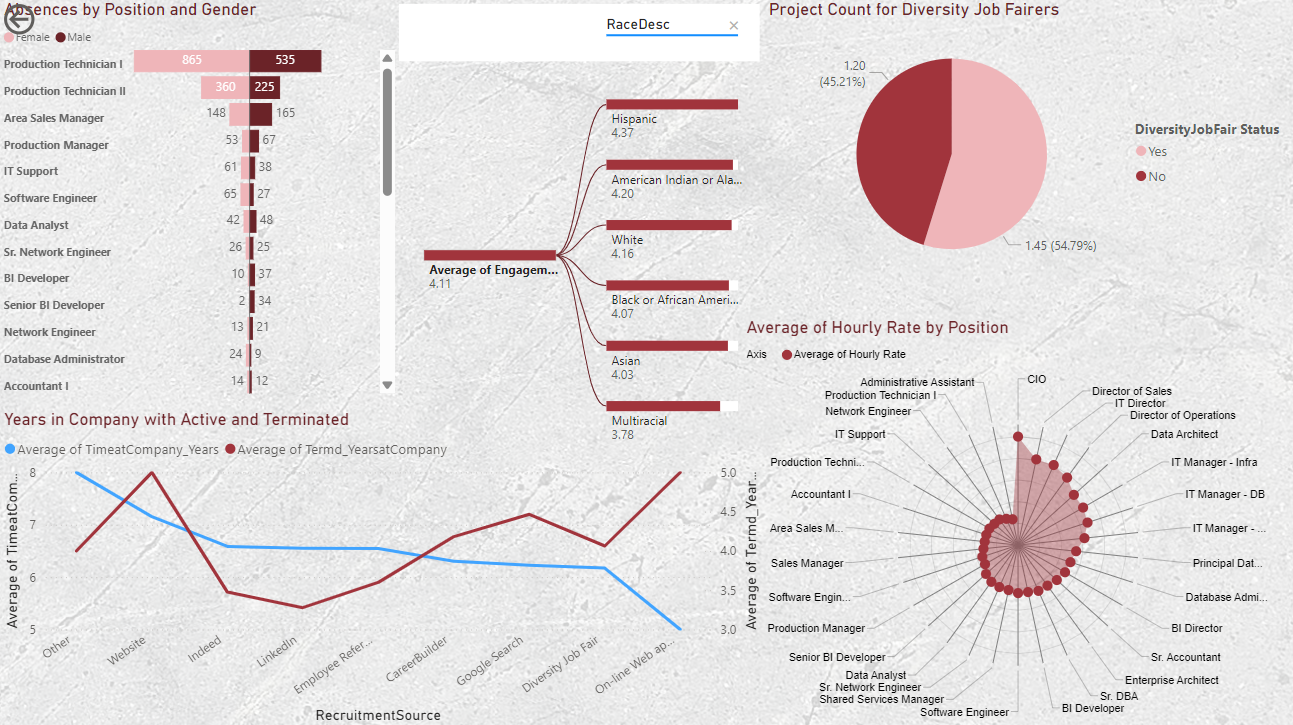 Absences by Position and Gender
Female Male
Production Technician I 865 535
Production Technician II 360 225
Area Sales Manager 148 165
Production Manager 53 67
IT Support 61 38
Software Engineer 65 27
Data Analyst 42 48
Sr. Network Engineer 26 25
BI Developer 10 37
Senior BI Developer 2 34
Network Engineer 13 21
Database Administrator 24 9
Accountant I 14 12
RaceDesc
Average of Engagem...
4.11
Hispanic
4.37
American Indian or Ala...
4.20
White
4.16
Black or African Ameri...
4.07
Asian
4.03
Multiracial
3.78
Project Count for Diversity Job Fairers
1.20
(45.21%)
1.45 (54.79%)
DiversityJobFair Status
Yes
No
Years in Company with Active and Terminated
Average of TimeatCompany_Years Average of Termd_YearsatCompany
Average of TimeatCom...
8
7
6
5
5.0
4.5
4.0
3.5
3.0
Average of Termd_Year...
Other
Website
Indeed
LinkedIn
Employee Refer...
CareerBuilder
Google Search
Diversity Job Fair
On-line Web ap...
RecruitmentSource
Average of Hourly Rate by Position
Axis Average of Hourly Rate
CIO
Director of Sales
IT Director
Director of Operations
Data Architect
IT Manager - Infra
IT Manager - DB
IT Manager - ...
Principal Dat...
Database Admi...
BI Director
Sr. Accountant
Enterprise Architect
Sr. DBA
BI Developer
Software Engineer
Shared Services Manager
Sr. Network Engineer
Data Analyst
Senior BI Developer
Production Manager
Software Engin...
Sales Manager
Area Sales M...
Accountant I
Production Techni...
IT Support
Network Engineer
Production Technician I
Administrative Assistant